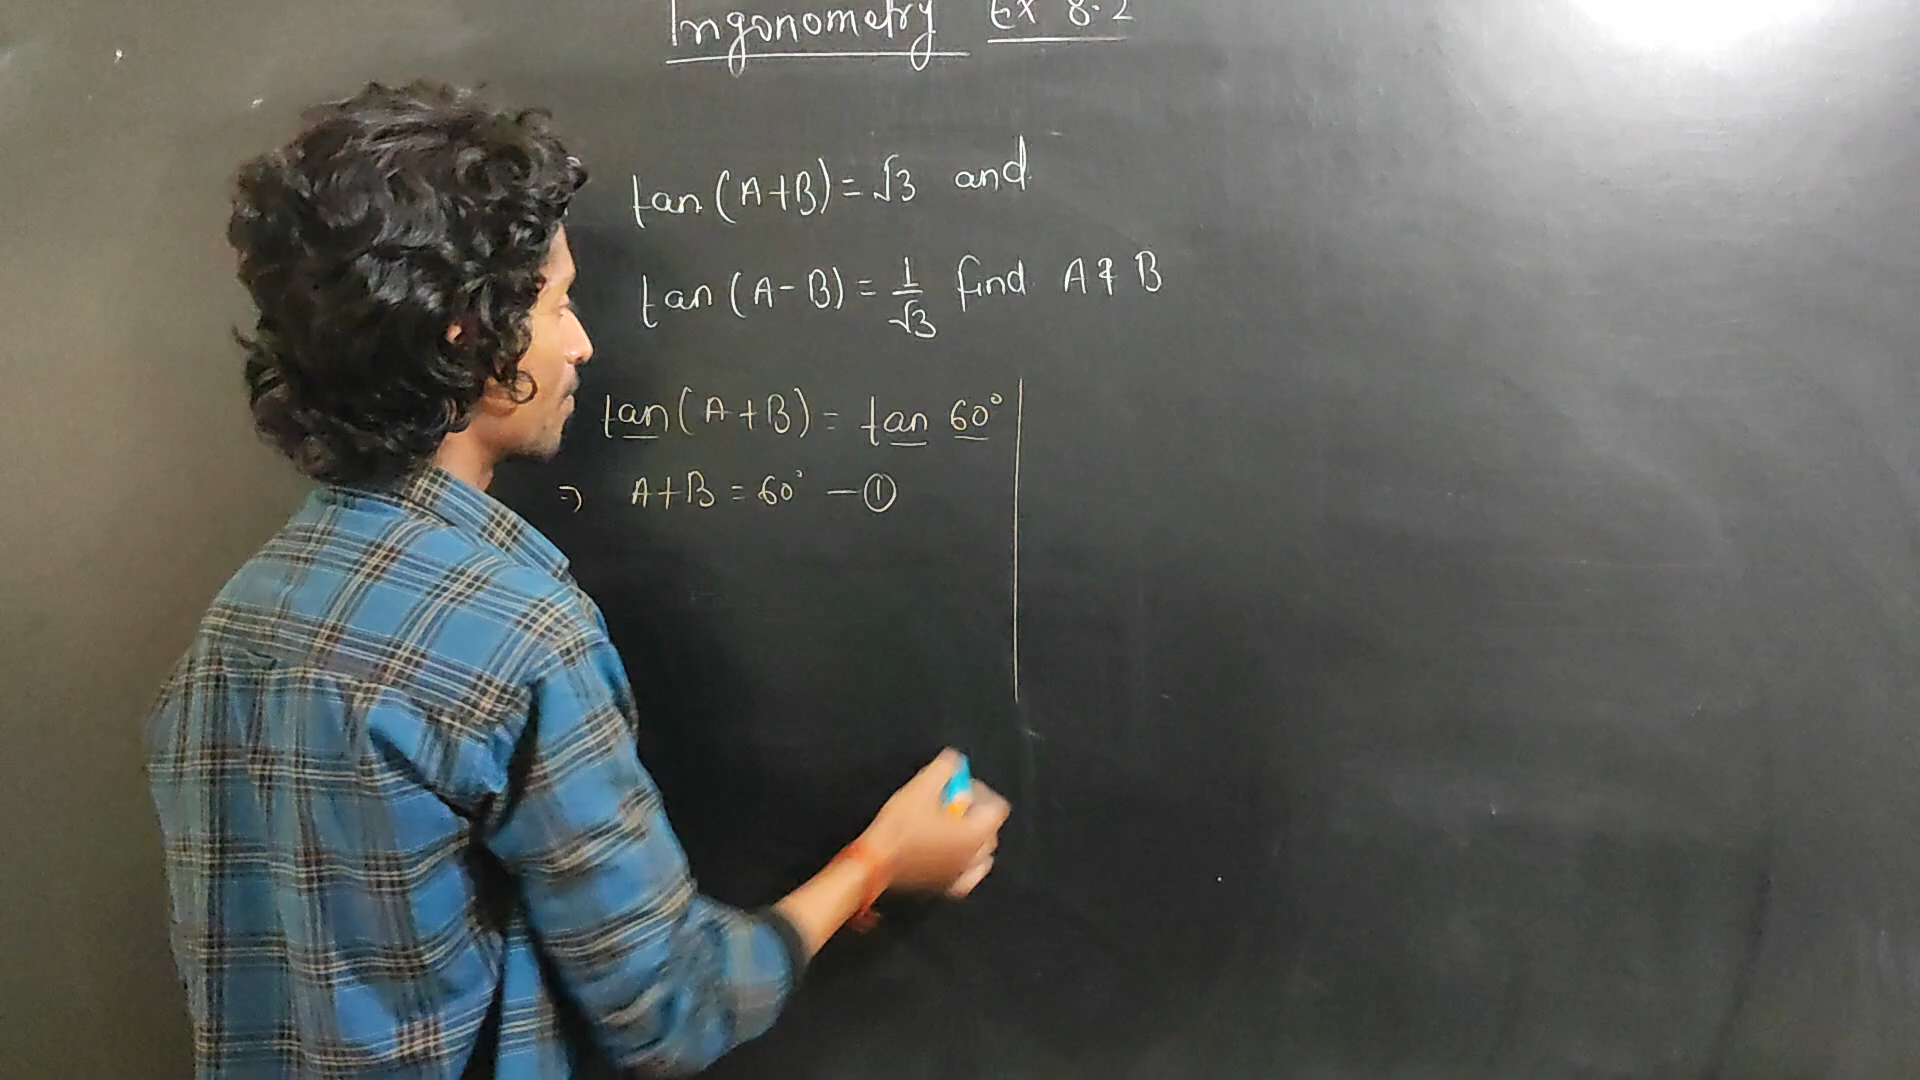 Trigonometry Ex 8.2
tan (A+B) = √3 and
tan (A-B) = 1/√3 find A & B
tan (A+B) = tan 60°
⇒ A+B = 60° — ①